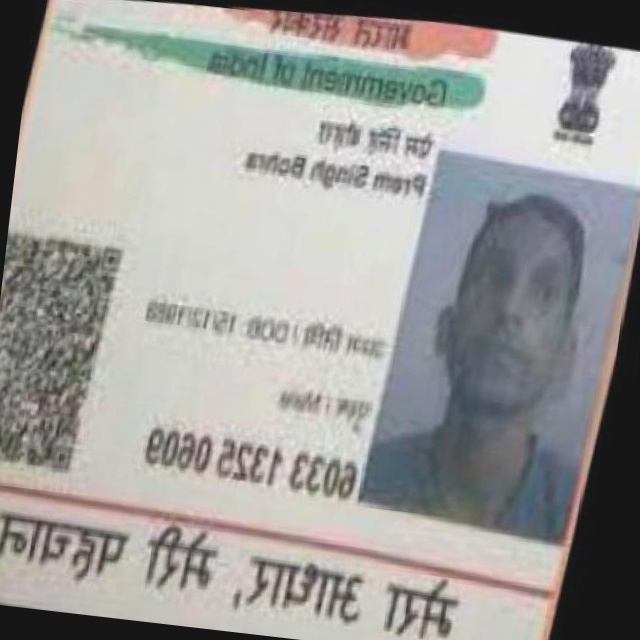 भारत सरकार
Government of India
प्रेम सिंह बोहरा
Prem Singh Bohra
जन्म तिथि / DOB: 15/12/1989
पुरुष / Male
6033 1325 0609
मेरा आधार, मेरी पहचान